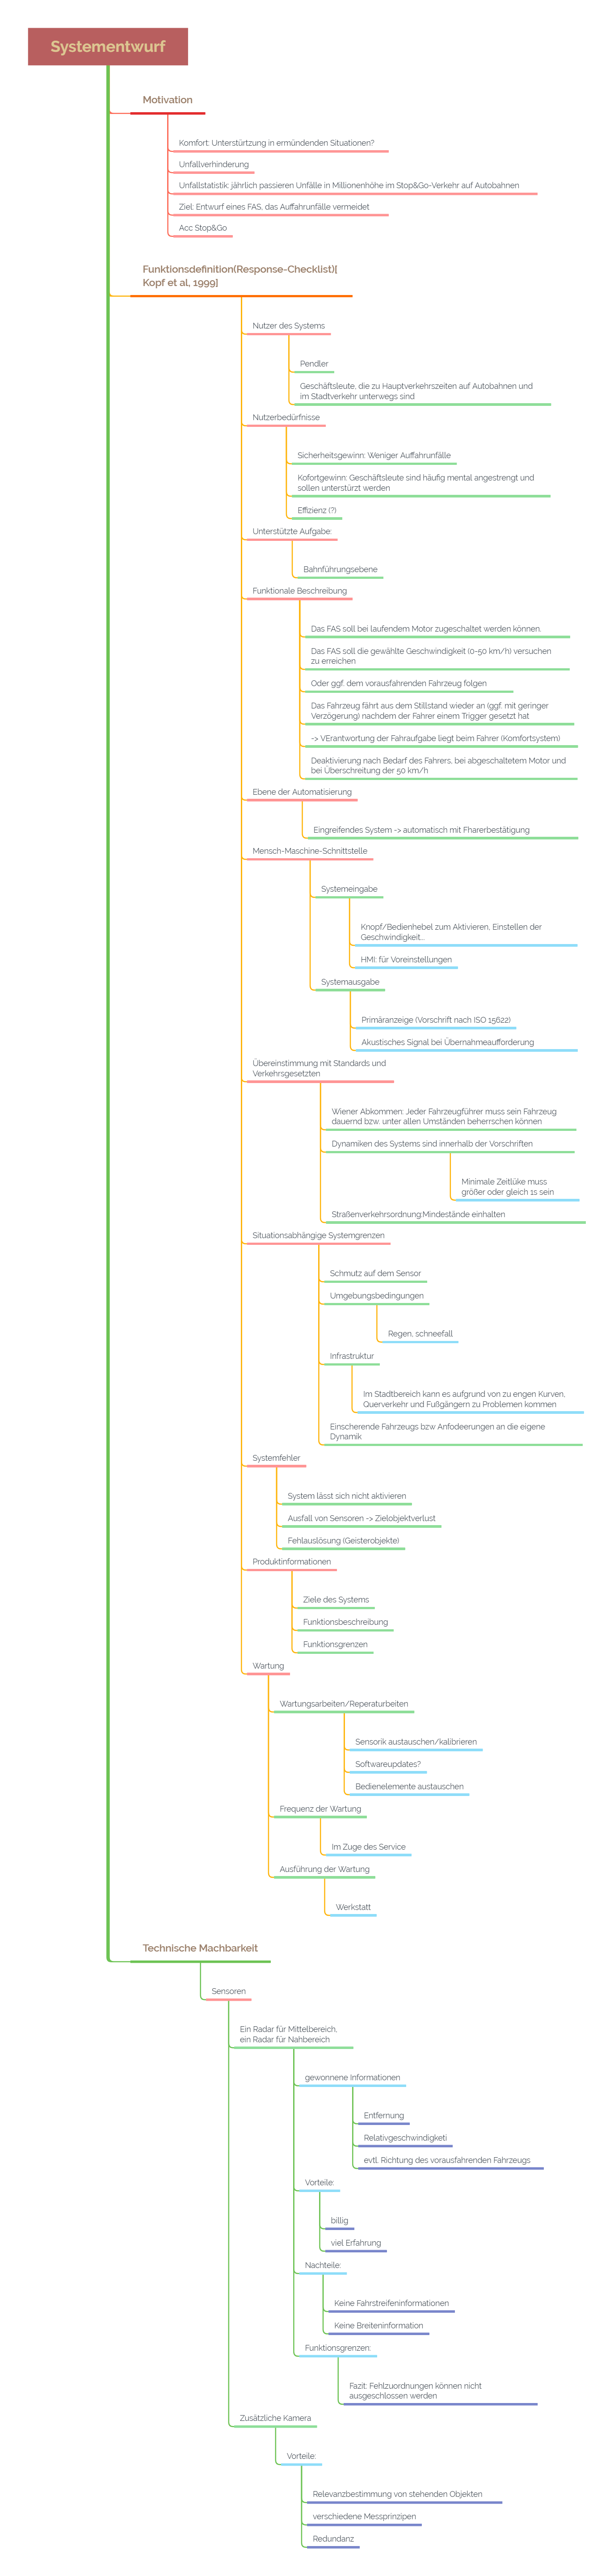 Systementwurf
Motivation
Komfort: Unterstürtzung in ermündenden Situationen?
Unfallverhinderung
Unfallstatistik: jährlich passieren Unfälle in Millionenhöhe im Stop&Go-Verkehr auf Autobahnen
Ziel: Entwurf eines FAS, das Auffahrunfälle vermeidet
Acc Stop&Go
Funktionsdefinition(Response-Checklist)[
Kopf et al, 1999]
Nutzer des Systems
Pendler
Geschäftsleute, die zu Hauptverkehrszeiten auf Autobahnen und
im Stadtverkehr unterwegs sind
Nutzerbedürfnisse
Sicherheitsgewinn: Weniger Auffahrunfälle
Kofortgewinn: Geschäftsleute sind häufig mental angestrengt und
sollen unterstürzt werden
Effizienz (?)
Unterstützte Aufgabe:
Bahnführungsebene
Funktionale Beschreibung
Das FAS soll bei laufendem Motor zugeschaltet werden können.
Das FAS soll die gewählte Geschwindigkeit (0-50 km/h) versuchen
zu erreichen
Oder ggf. dem vorausfahrenden Fahrzeug folgen
Das Fahrzeug fährt aus dem Stillstand wieder an (ggf. mit geringer
Verzögerung) nachdem der Fahrer einem Trigger gesetzt hat
-> VErantwortung der Fahraufgabe liegt beim Fahrer (Komfortsystem)
Deaktivierung nach Bedarf des Fahrers, bei abgeschaltetem Motor und
bei Überschreitung der 50 km/h
Ebene der Automatisierung
Eingreifendes System -> automatisch mit Fharerbestätigung
Mensch-Maschine-Schnittstelle
Systemeingabe
Knopf/Bedienhebel zum Aktivieren, Einstellen der
Geschwindigkeit...
HMI: für Voreinstellungen
Systemausgabe
Primäranzeige (Vorschrift nach ISO 15622)
Akustisches Signal bei Übernahmeaufforderung
Übereinstimmung mit Standards und
Verkehrsgesetzten
Wiener Abkommen: Jeder Fahrzeugführer muss sein Fahrzeug
dauernd bzw. unter allen Umständen beherrschen können
Dynamiken des Systems sind innerhalb der Vorschriften
Minimale Zeitlüke muss
größer oder gleich 1s sein
Straßenverkehrsordnung:Mindestände einhalten
Situationsabhängige Systemgrenzen
Schmutz auf dem Sensor
Umgebungsbedingungen
Regen, schneefall
Infrastruktur
Im Stadtbereich kann es aufgrund von zu engen Kurven,
Querverkehr und Fußgängern zu Problemen kommen
Einscherende Fahrzeugs bzw Anfodeerungen an die eigene
Dynamik
Systemfehler
System lässt sich nicht aktivieren
Ausfall von Sensoren -> Zielobjektverlust
Fehlauslösung (Geisterobjekte)
Produktinformationen
Ziele des Systems
Funktionsbeschreibung
Funktionsgrenzen
Wartung
Wartungsarbeiten/Reperaturbeiten
Sensorik austauschen/kalibrieren
Softwareupdates?
Bedienelemente austauschen
Frequenz der Wartung
Im Zuge des Service
Ausführung der Wartung
Werkstatt
Technische Machbarkeit
Sensoren
Ein Radar für Mittelbereich,
ein Radar für Nahbereich
gewonnene Informationen
Entfernung
Relativgeschwindigketi
evtl. Richtung des vorausfahrenden Fahrzeugs
Vorteile:
billig
viel Erfahrung
Nachteile:
Keine Fahrstreifeninformationen
Keine Breiteninformation
Funktionsgrenzen:
Fazit: Fehlzuordnungen können nicht
ausgeschlossen werden
Zusätzliche Kamera
Vorteile:
Relevanzbestimmung von stehenden Objekten
verschiedene Messprinzipen
Redundanz